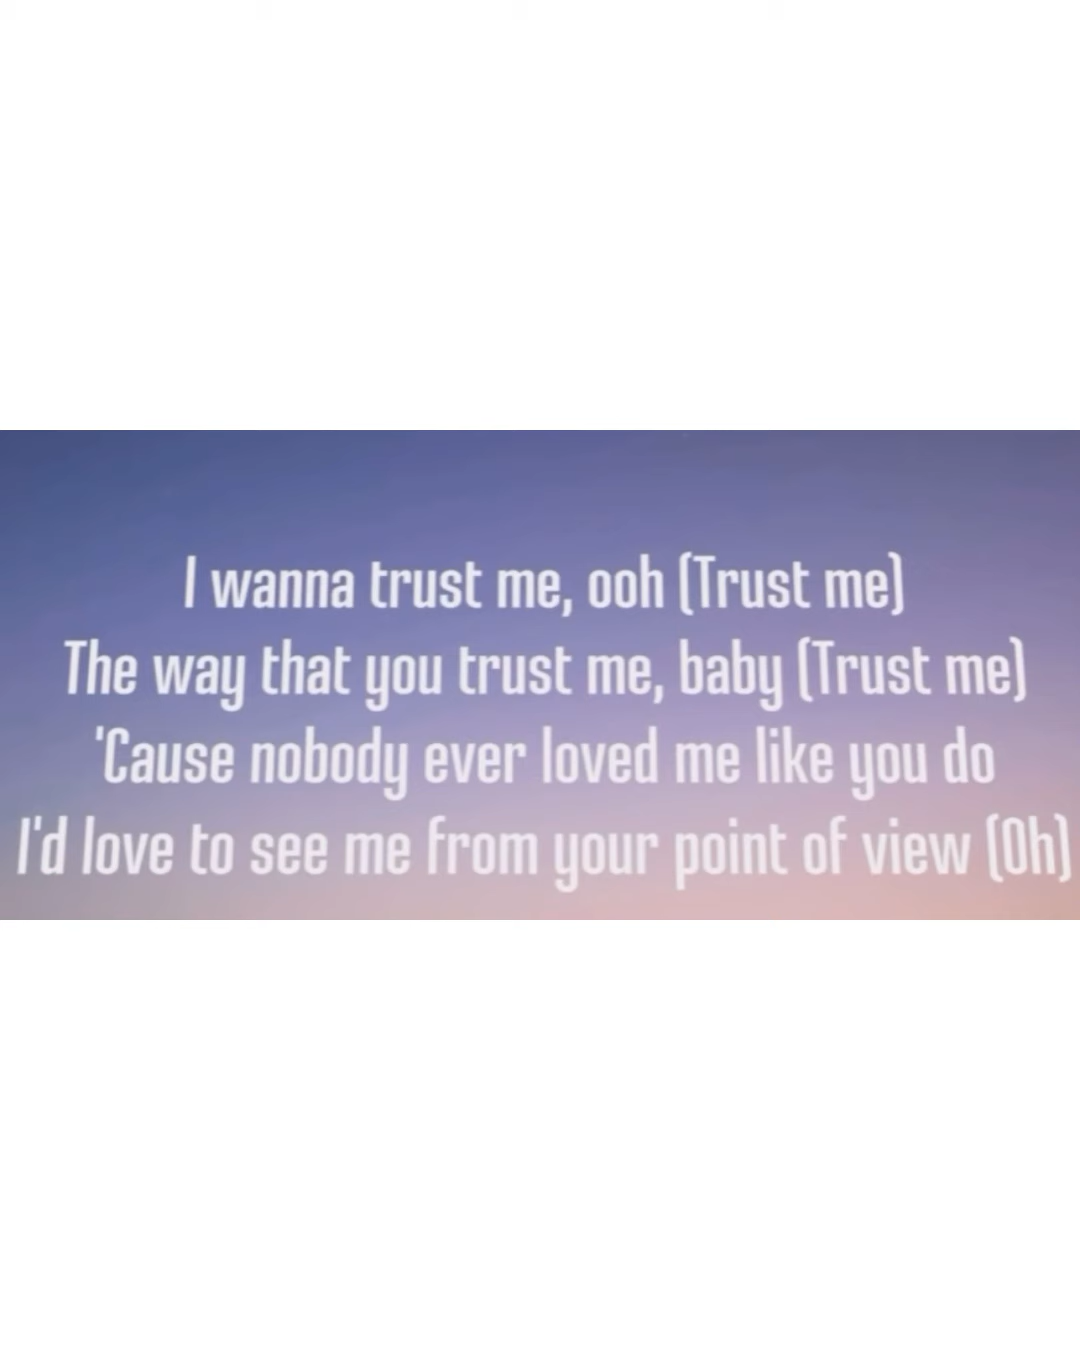 I wanna trust me, ooh (Trust me)
The way that you trust me, baby (Trust me)
'Cause nobody ever loved me like you do
I'd love to see me from your point of view (Oh)